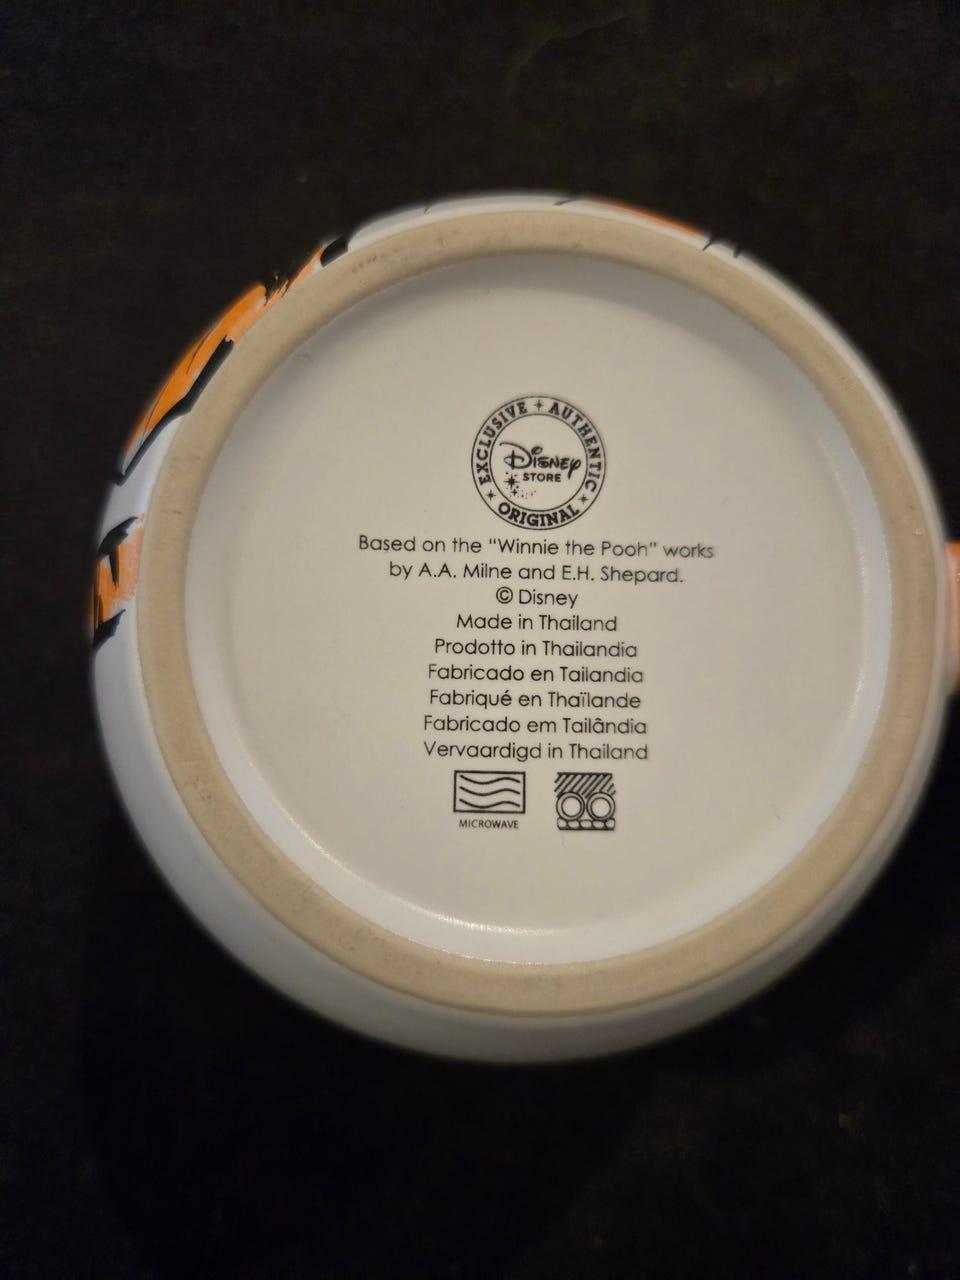 EXCLUSIVE AUTHENTIC
Disney
STORE
ORIGINAL
Based on the “Winnie the Pooh” works
by A.A. Milne and E.H. Shepard.
© Disney
Made in Thailand
Prodotto in Thailandia
Fabricado en Tailandia
Fabriqué en Thaïlande
Fabricado em Tailândia
Vervaardigd in Thailand
MICROWAVE